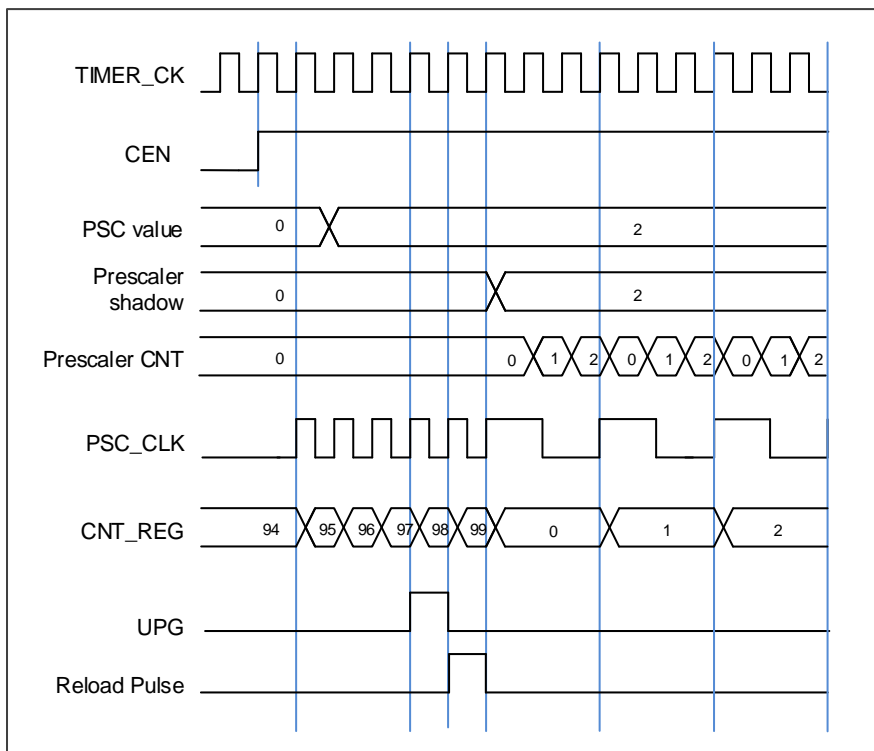 TIMER_CK
CEN
PSC value 0 2
Prescaler
shadow 0 2
Prescaler CNT 0 0 1 2 0 1 2 0 1 2
PSC_CLK
CNT_REG 94 95 96 97 98 99 0 1 2
UPG
Reload Pulse